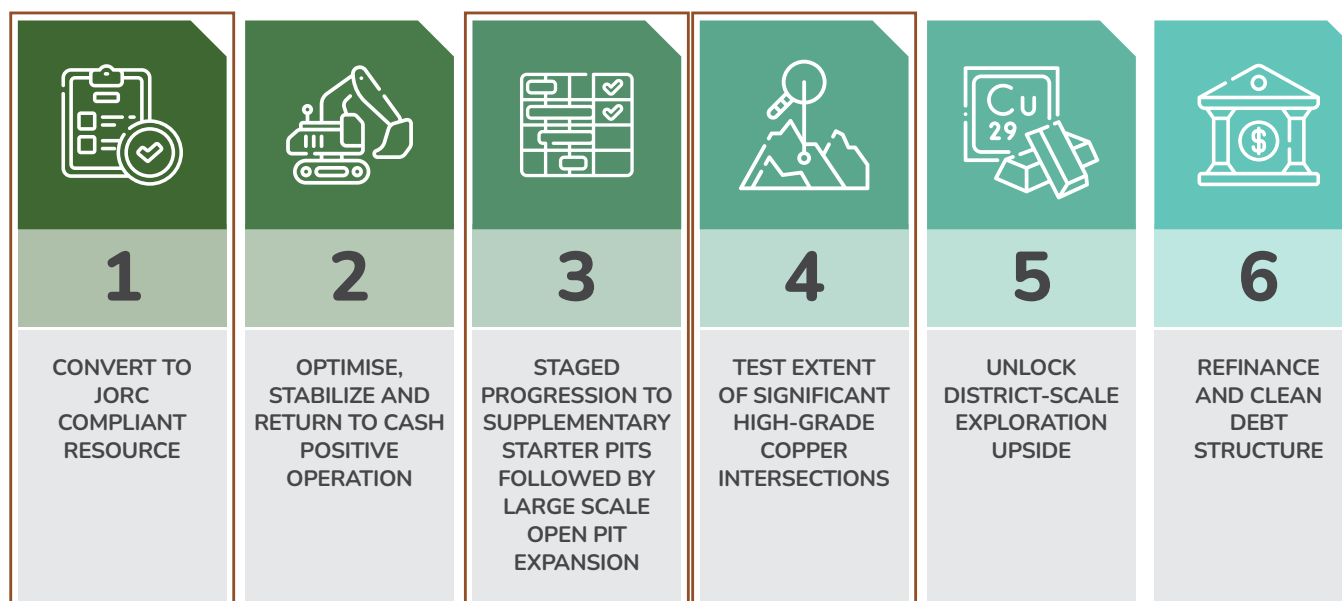 Cu
29
$
1
CONVERT TO
JORC
COMPLIANT
RESOURCE
2
OPTIMISE,
STABILIZE AND
RETURN TO CASH
POSITIVE
OPERATION
3
STAGED
PROGRESSION TO
SUPPLEMENTARY
STARTER PITS
FOLLOWED BY
LARGE SCALE
OPEN PIT
EXPANSION
4
TEST EXTENT
OF SIGNIFICANT
HIGH-GRADE
COPPER
INTERSECTIONS
5
UNLOCK
DISTRICT-SCALE
EXPLORATION
UPSIDE
6
REFINANCE
AND CLEAN
DEBT
STRUCTURE